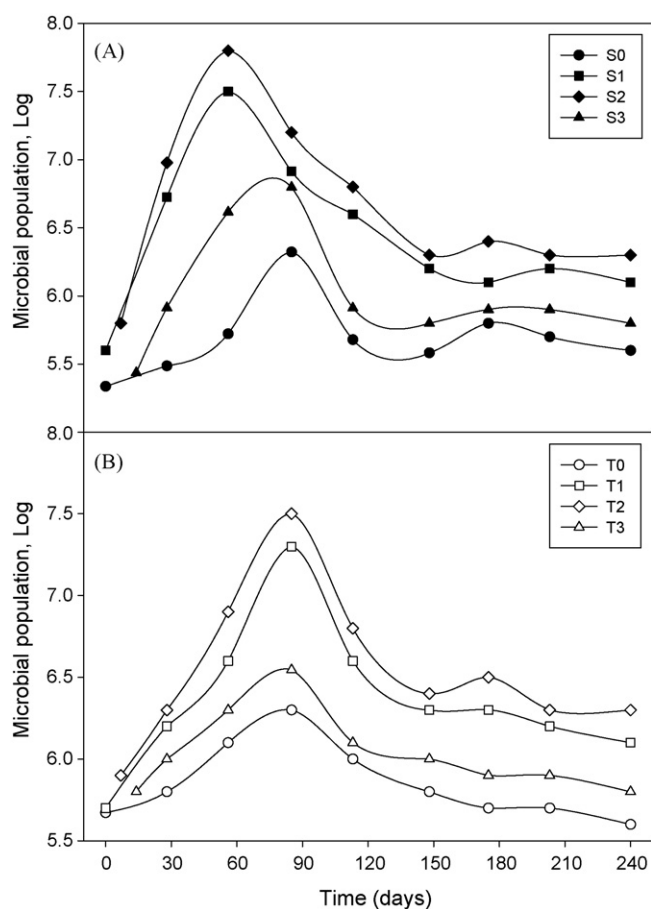 (A)
Microbial population, Log
8.0
7.5
7.0
6.5
6.0
5.5
S0
S1
S2
S3
(B)
Microbial population, Log
8.0
7.5
7.0
6.5
6.0
5.5
T0
T1
T2
T3
0 30 60 90 120 150 180 210 240
Time (days)